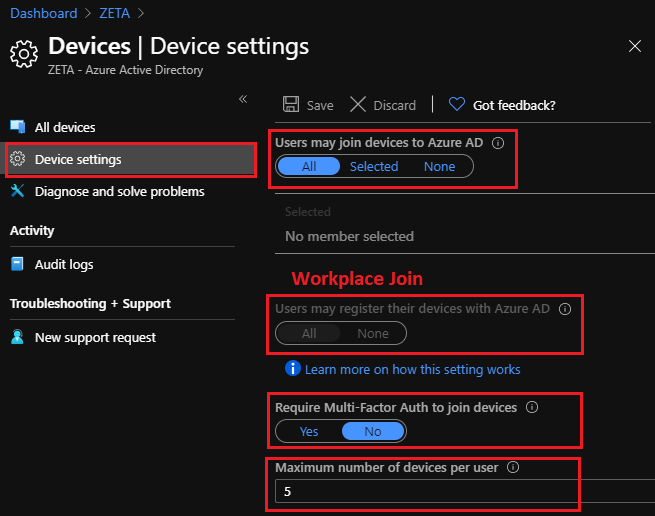 Dashboard > ZETA >
Devices | Device settings
ZETA - Azure Active Directory
All devices
Device settings
Diagnose and solve problems
Activity
Audit logs
Troubleshooting + Support
New support request
Save Discard Got feedback?
Users may join devices to Azure AD
All Selected None
Selected
No member selected
Workplace Join
Users may register their devices with Azure AD
All None
Learn more on how this setting works
Require Multi-Factor Auth to join devices
Yes No
Maximum number of devices per user
5